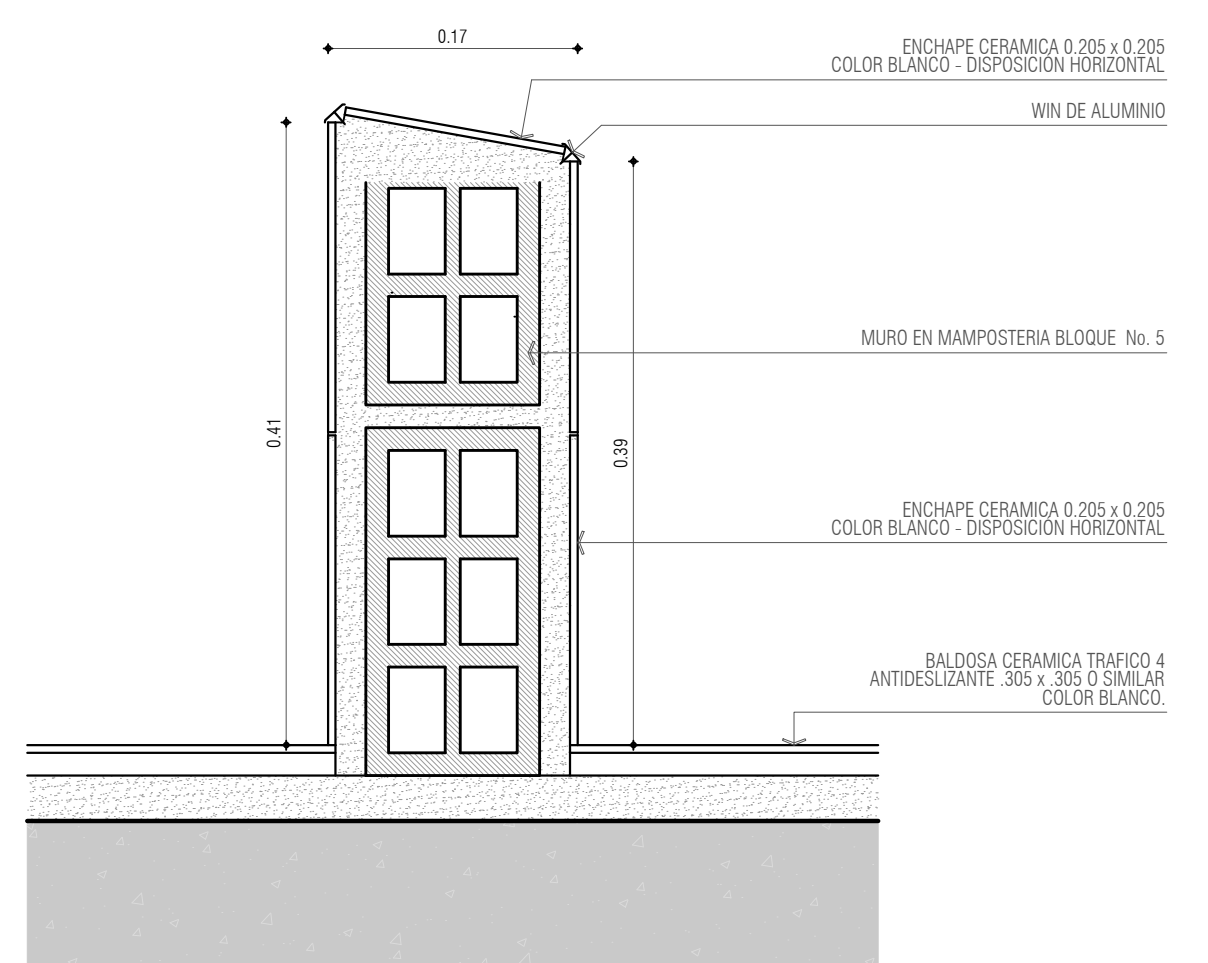 0.17
ENCHAPE CERAMICA 0.205 x 0.205
COLOR BLANCO - DISPOSICIÓN HORIZONTAL
WIN DE ALUMINIO
MURO EN MAMPOSTERIA BLOQUE No. 5
0.41
0.39
ENCHAPE CERAMICA 0.205 x 0.205
COLOR BLANCO - DISPOSICIÓN HORIZONTAL
BALDOSA CERAMICA TRAFICO 4
ANTIDESLIZANTE .305 x .305 O SIMILAR
COLOR BLANCO.